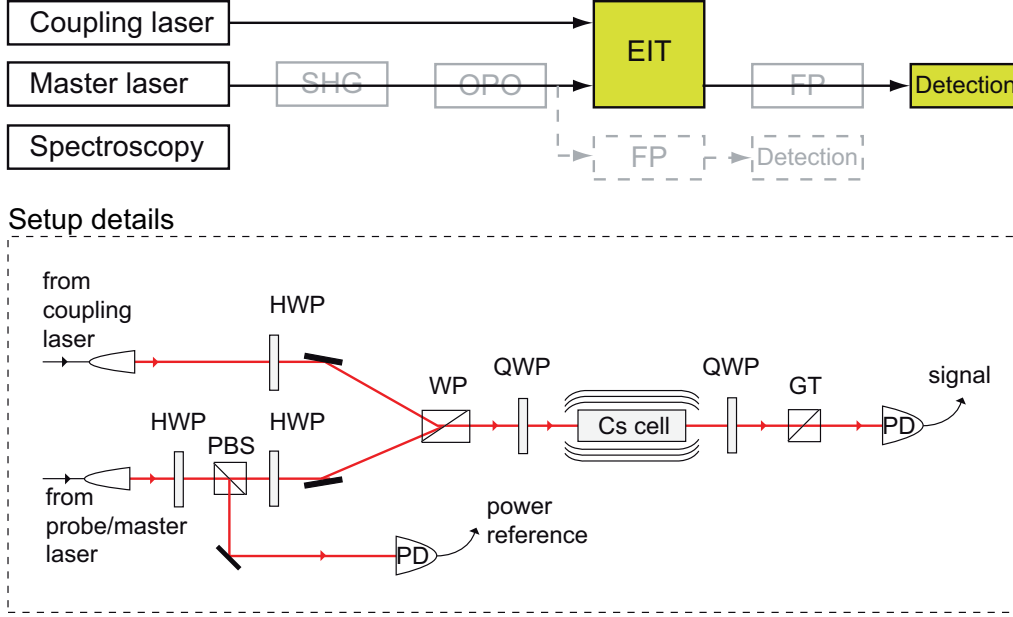 Coupling laser
EIT
Master laser
SHG
OPO
FP
Detection
Spectroscopy
FP
Detection
Setup details
from
coupling
laser
HWP
WP
QWP
Cs cell
QWP
GT
signal
PD
HWP
PBS
HWP
from
probe/master
laser
PD
power
reference